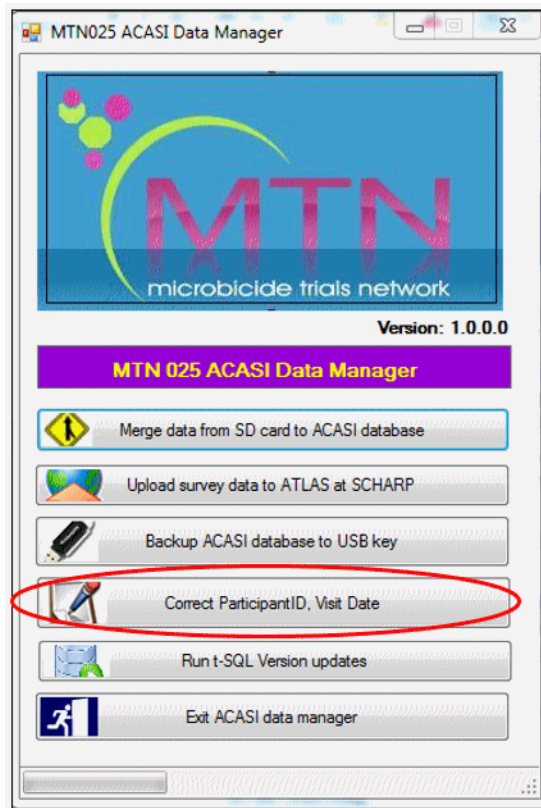 MTN025 ACASI Data Manager
MTN
microbicide trials network
Version: 1.0.0.0
MTN 025 ACASI Data Manager
Merge data from SD card to ACASI database
Upload survey data to ATLAS at SCHARP
Backup ACASI database to USB key
Correct ParticipantID, Visit Date
Run t-SQL Version updates
Exit ACASI data manager